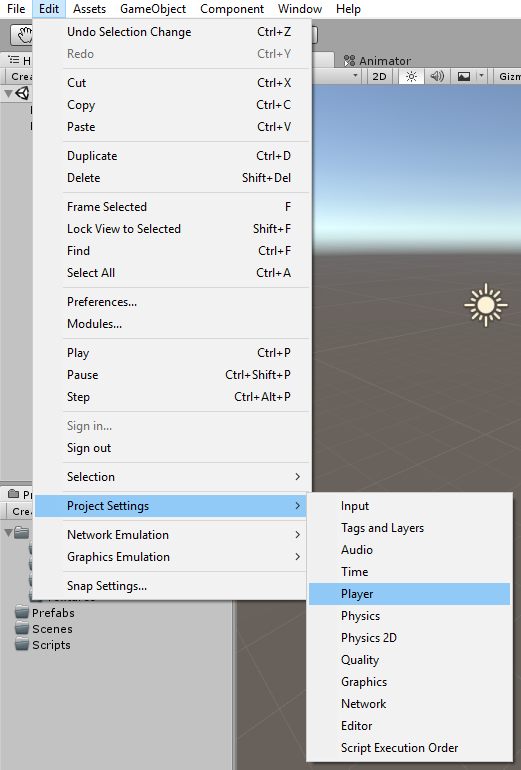 File Edit Assets GameObject Component Window Help
Animator
2D
Undo Selection Change Ctrl+Z
Redo Ctrl+Y
Cut Ctrl+X
Copy Ctrl+C
Paste Ctrl+V
Duplicate Ctrl+D
Delete Shift+Del
Frame Selected F
Lock View to Selected Shift+F
Find Ctrl+F
Select All Ctrl+A
Preferences...
Modules...
Play Ctrl+P
Pause Ctrl+Shift+P
Step Ctrl+Alt+P
Sign in...
Sign out
Selection
Project Settings
Network Emulation
Graphics Emulation
Snap Settings...
Input
Tags and Layers
Audio
Time
Player
Physics
Physics 2D
Quality
Graphics
Network
Editor
Script Execution Order
Prefabs
Scenes
Scripts